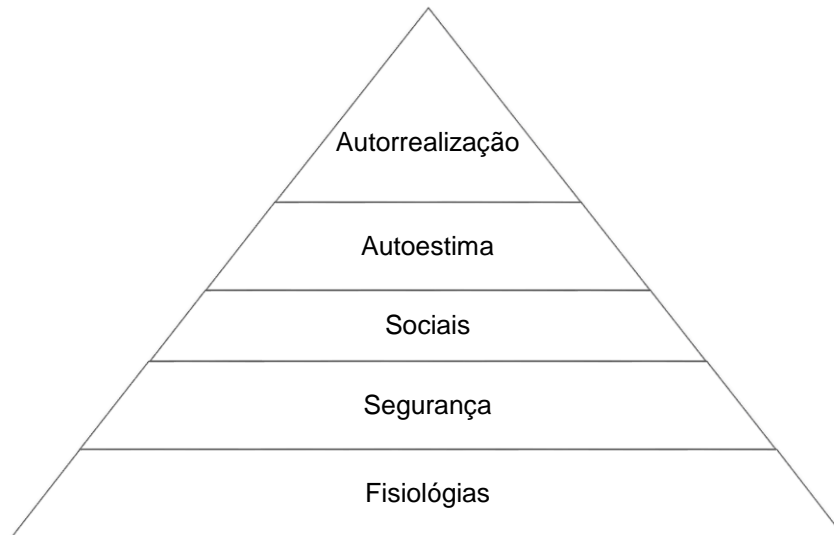 Autorrealização
Autoestima
Sociais
Segurança
Fisiológias